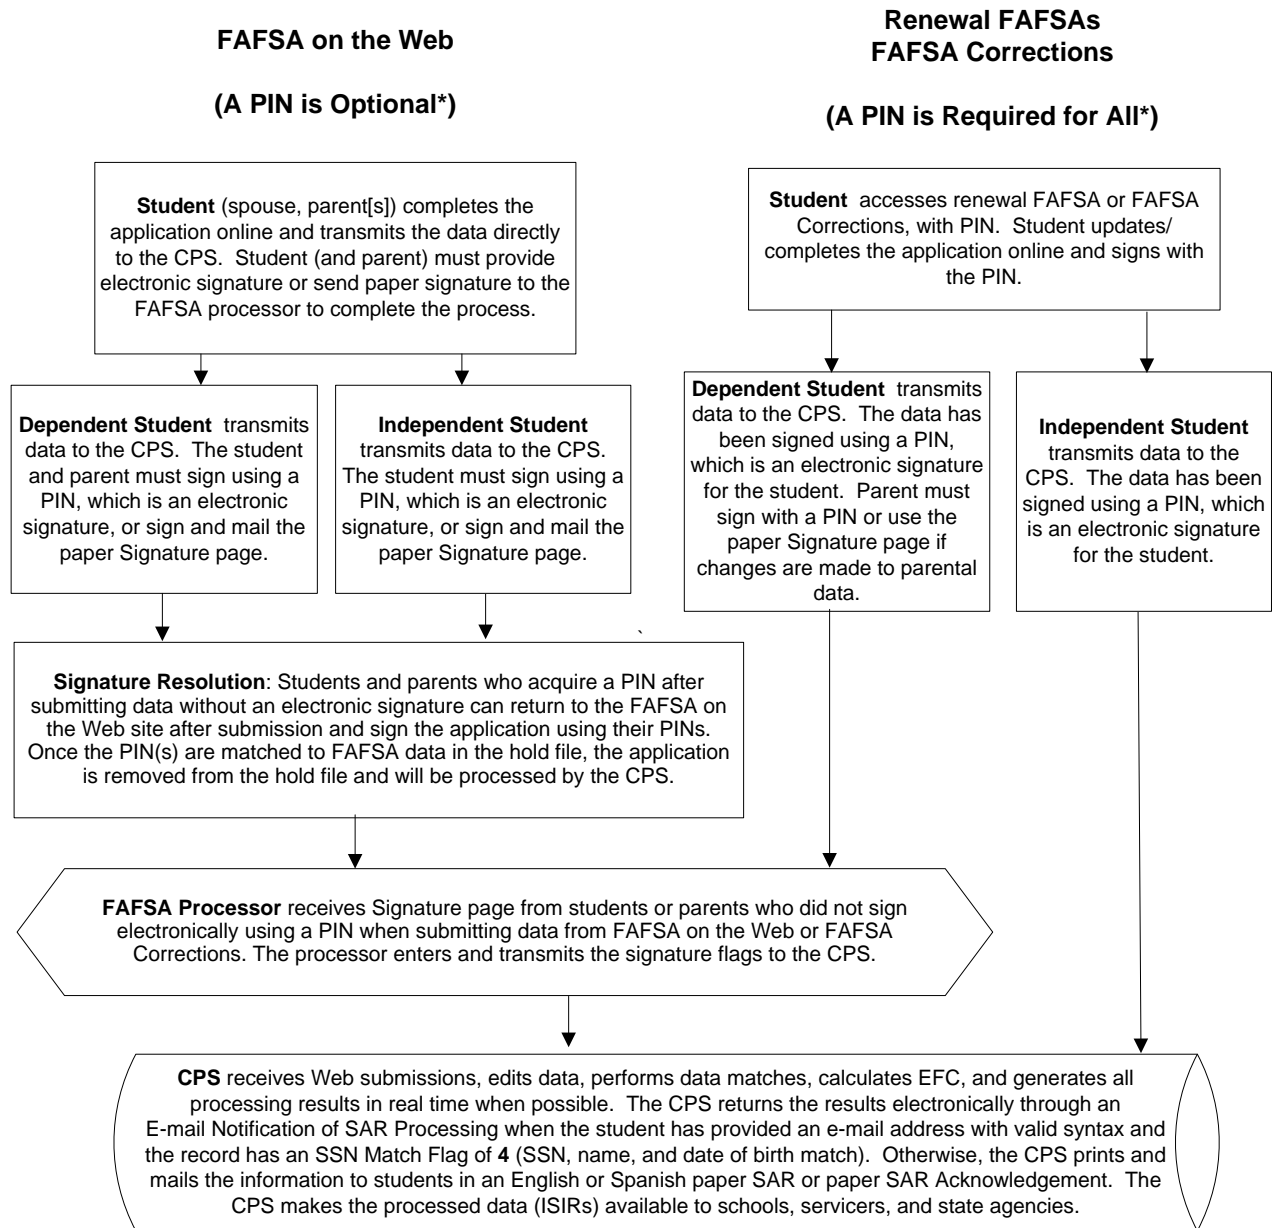 FAFSA on the Web
(A PIN is Optional*)
Renewal FAFSAs
FAFSA Corrections
(A PIN is Required for All*)
Student (spouse, parent[s]) completes the
application online and transmits the data directly
to the CPS. Student (and parent) must provide
electronic signature or send paper signature to the
FAFSA processor to complete the process.
Student accesses renewal FAFSA or FAFSA
Corrections, with PIN. Student updates/
completes the application online and signs with
the PIN.
Dependent Student transmits
data to the CPS. The student
and parent must sign using a
PIN, which is an electronic
signature, or sign and mail the
paper Signature page.
Independent Student
transmits data to the CPS.
The student must sign using a
PIN, which is an electronic
signature, or sign and mail the
paper Signature page.
Dependent Student transmits
data to the CPS. The data has
been signed using a PIN,
which is an electronic signature
for the student. Parent must
sign with a PIN or use the
paper Signature page if
changes are made to parental
data.
Independent Student
transmits data to the
CPS. The data has been
signed using a PIN, which
is an electronic signature
for the student.
`
Signature Resolution: Students and parents who acquire a PIN after
submitting data without an electronic signature can return to the FAFSA on
the Web site after submission and sign the application using their PINs.
Once the PIN(s) are matched to FAFSA data in the hold file, the application
is removed from the hold file and will be processed by the CPS.
FAFSA Processor receives Signature page from students or parents who did not sign
electronically using a PIN when submitting data from FAFSA on the Web or FAFSA
Corrections. The processor enters and transmits the signature flags to the CPS.
CPS receives Web submissions, edits data, performs data matches, calculates EFC, and generates all
processing results in real time when possible. The CPS returns the results electronically through an
E-mail Notification of SAR Processing when the student has provided an e-mail address with valid syntax and
the record has an SSN Match Flag of 4 (SSN, name, and date of birth match). Otherwise, the CPS prints and
mails the information to students in an English or Spanish paper SAR or paper SAR Acknowledgement. The
CPS makes the processed data (ISIRs) available to schools, servicers, and state agencies.